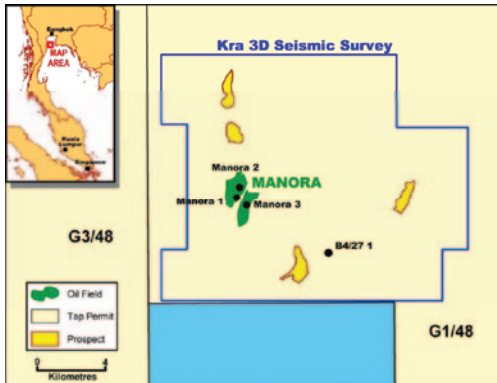 Bangkok
MAP
AREA
Kuala
Lumpur
Singapore
Kra 3D Seismic Survey
Manora 2
MANORA
Manora 1
Manora 3
G3/48
B4/27 1
Oil Field
Tap Permit
Prospect
G1/48
0 4
Kilometres